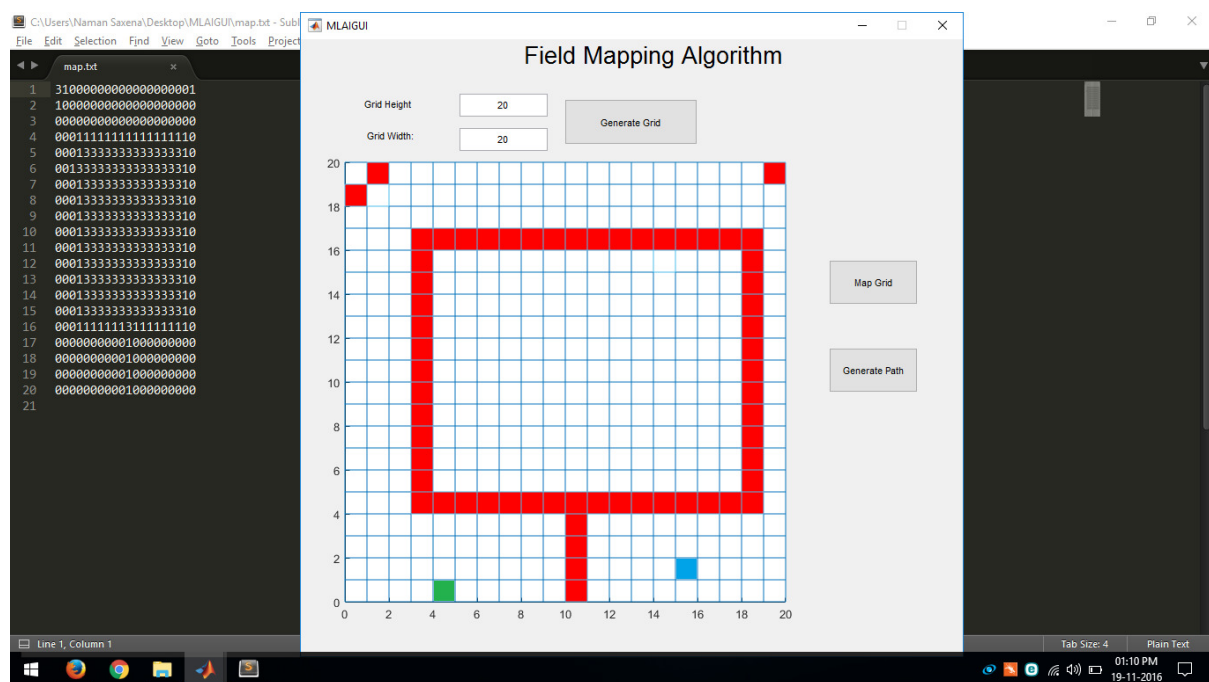 C:\Users\Naman Saxena\Desktop\MLAIGUI\map.txt - Subl
File Edit Selection Find View Goto Tools Project
map.txt ×
1 31000000000000000001
2 10000000000000000000
3 00000000000000000000
4 00011111111111111110
5 00013333333333333310
6 00133333333333333310
7 00013333333333333310
8 00013333333333333310
9 00013333333333333310
10 00013333333333333310
11 00013333333333333310
12 00013333333333333310
13 00013333333333333310
14 00013333333333333310
15 00013333333333333310
16 00011111113111111110
17 00000000001000000000
18 00000000001000000000
19 00000000001000000000
20 00000000001000000000
21
Line 1, Column 1
MLAIGUI
Field Mapping Algorithm
Grid Height 20
Grid Width: 20
Generate Grid
20
18
16
14
12
10
8
6
4
2
0
0 2 4 6 8 10 12 14 16 18 20
Map Grid
Generate Path
Tab Size: 4 Plain Text
01:10 PM
19-11-2016